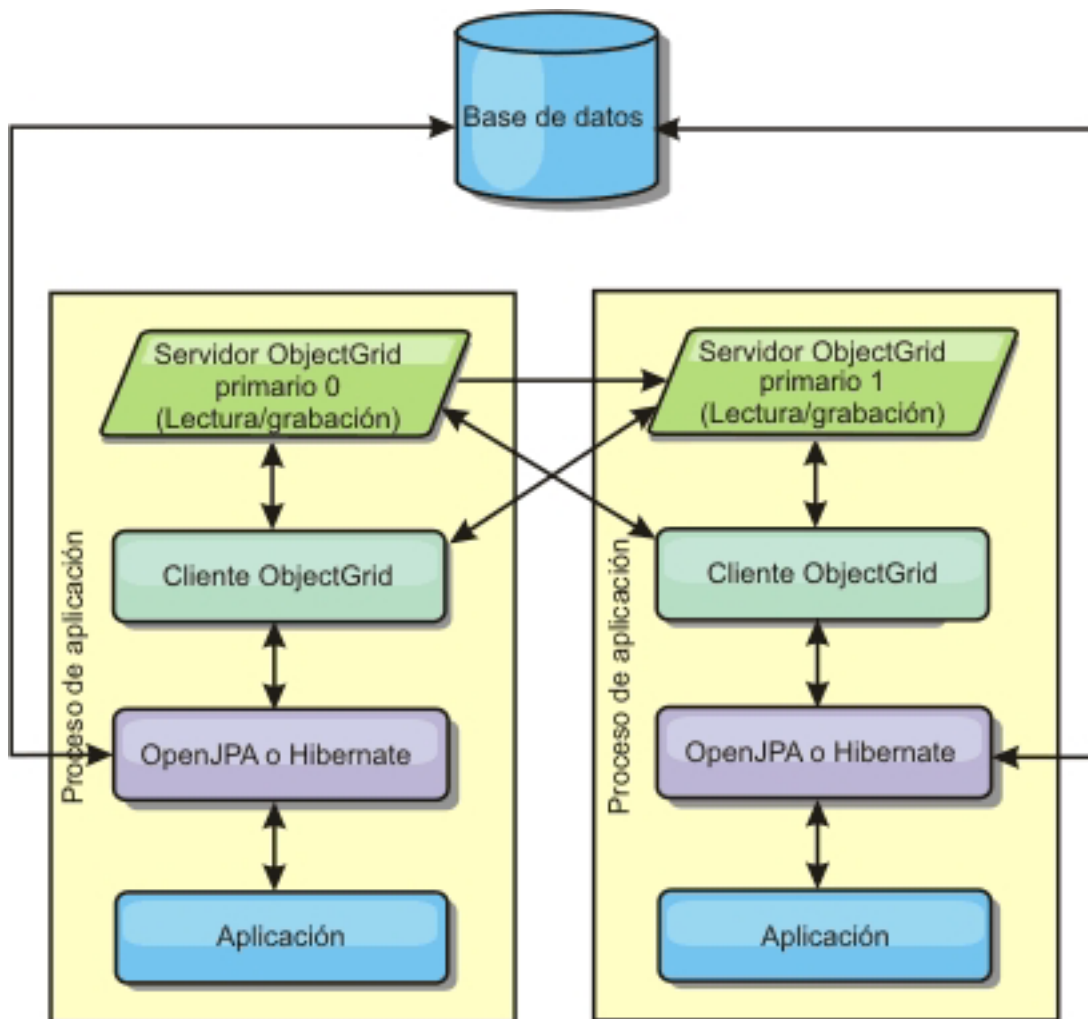 Base de datos
Servidor ObjectGrid
primario 0
(Lectura/grabación)
Cliente ObjectGrid
OpenJPA o Hibernate
Aplicación
Proceso de aplicación
Servidor ObjectGrid
primario 1
(Lectura/grabación)
Cliente ObjectGrid
OpenJPA o Hibernate
Aplicación
Proceso de aplicación